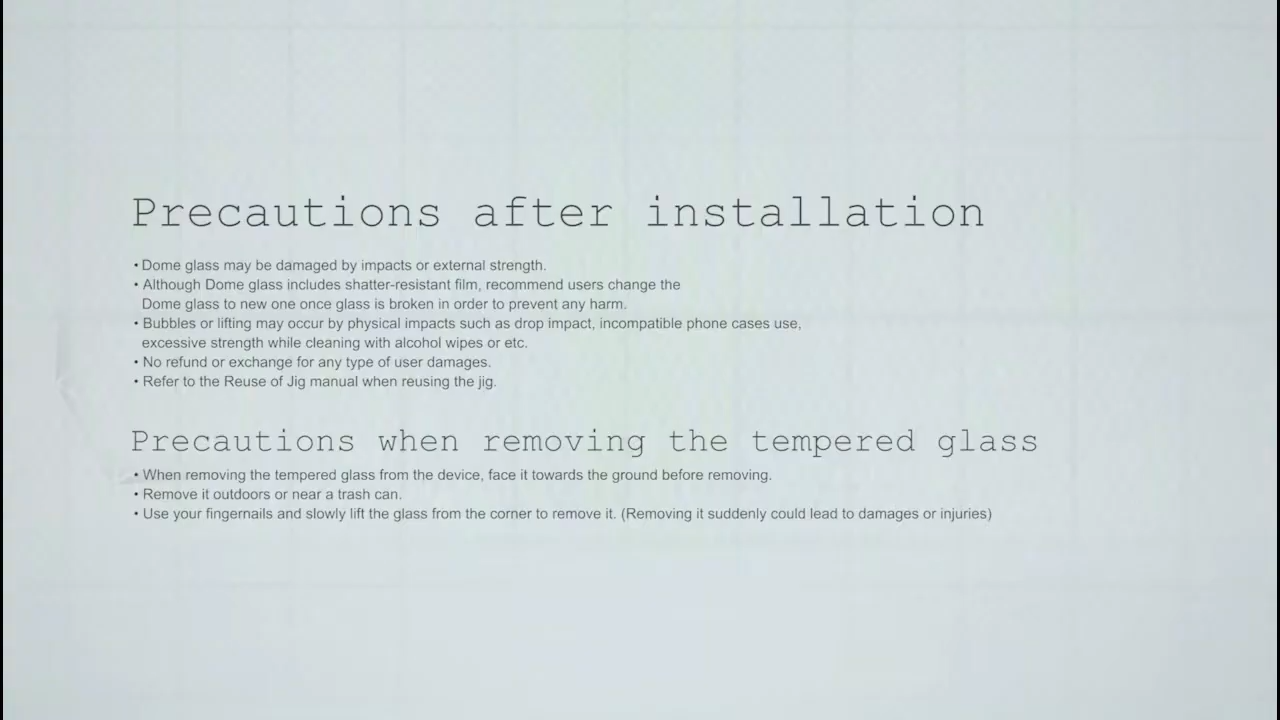 Precautions after installation
• Dome glass may be damaged by impacts or external strength.
• Although Dome glass includes shatter-resistant film, recommend users change the
Dome glass to new one once glass is broken in order to prevent any harm.
• Bubbles or lifting may occur by physical impacts such as drop impact, incompatible phone cases use,
excessive strength while cleaning with alcohol wipes or etc.
• No refund or exchange for any type of user damages.
• Refer to the Reuse of Jig manual when reusing the jig.
Precautions when removing the tempered glass
• When removing the tempered glass from the device, face it towards the ground before removing.
• Remove it outdoors or near a trash can.
• Use your fingernails and slowly lift the glass from the corner to remove it. (Removing it suddenly could lead to damages or injuries)